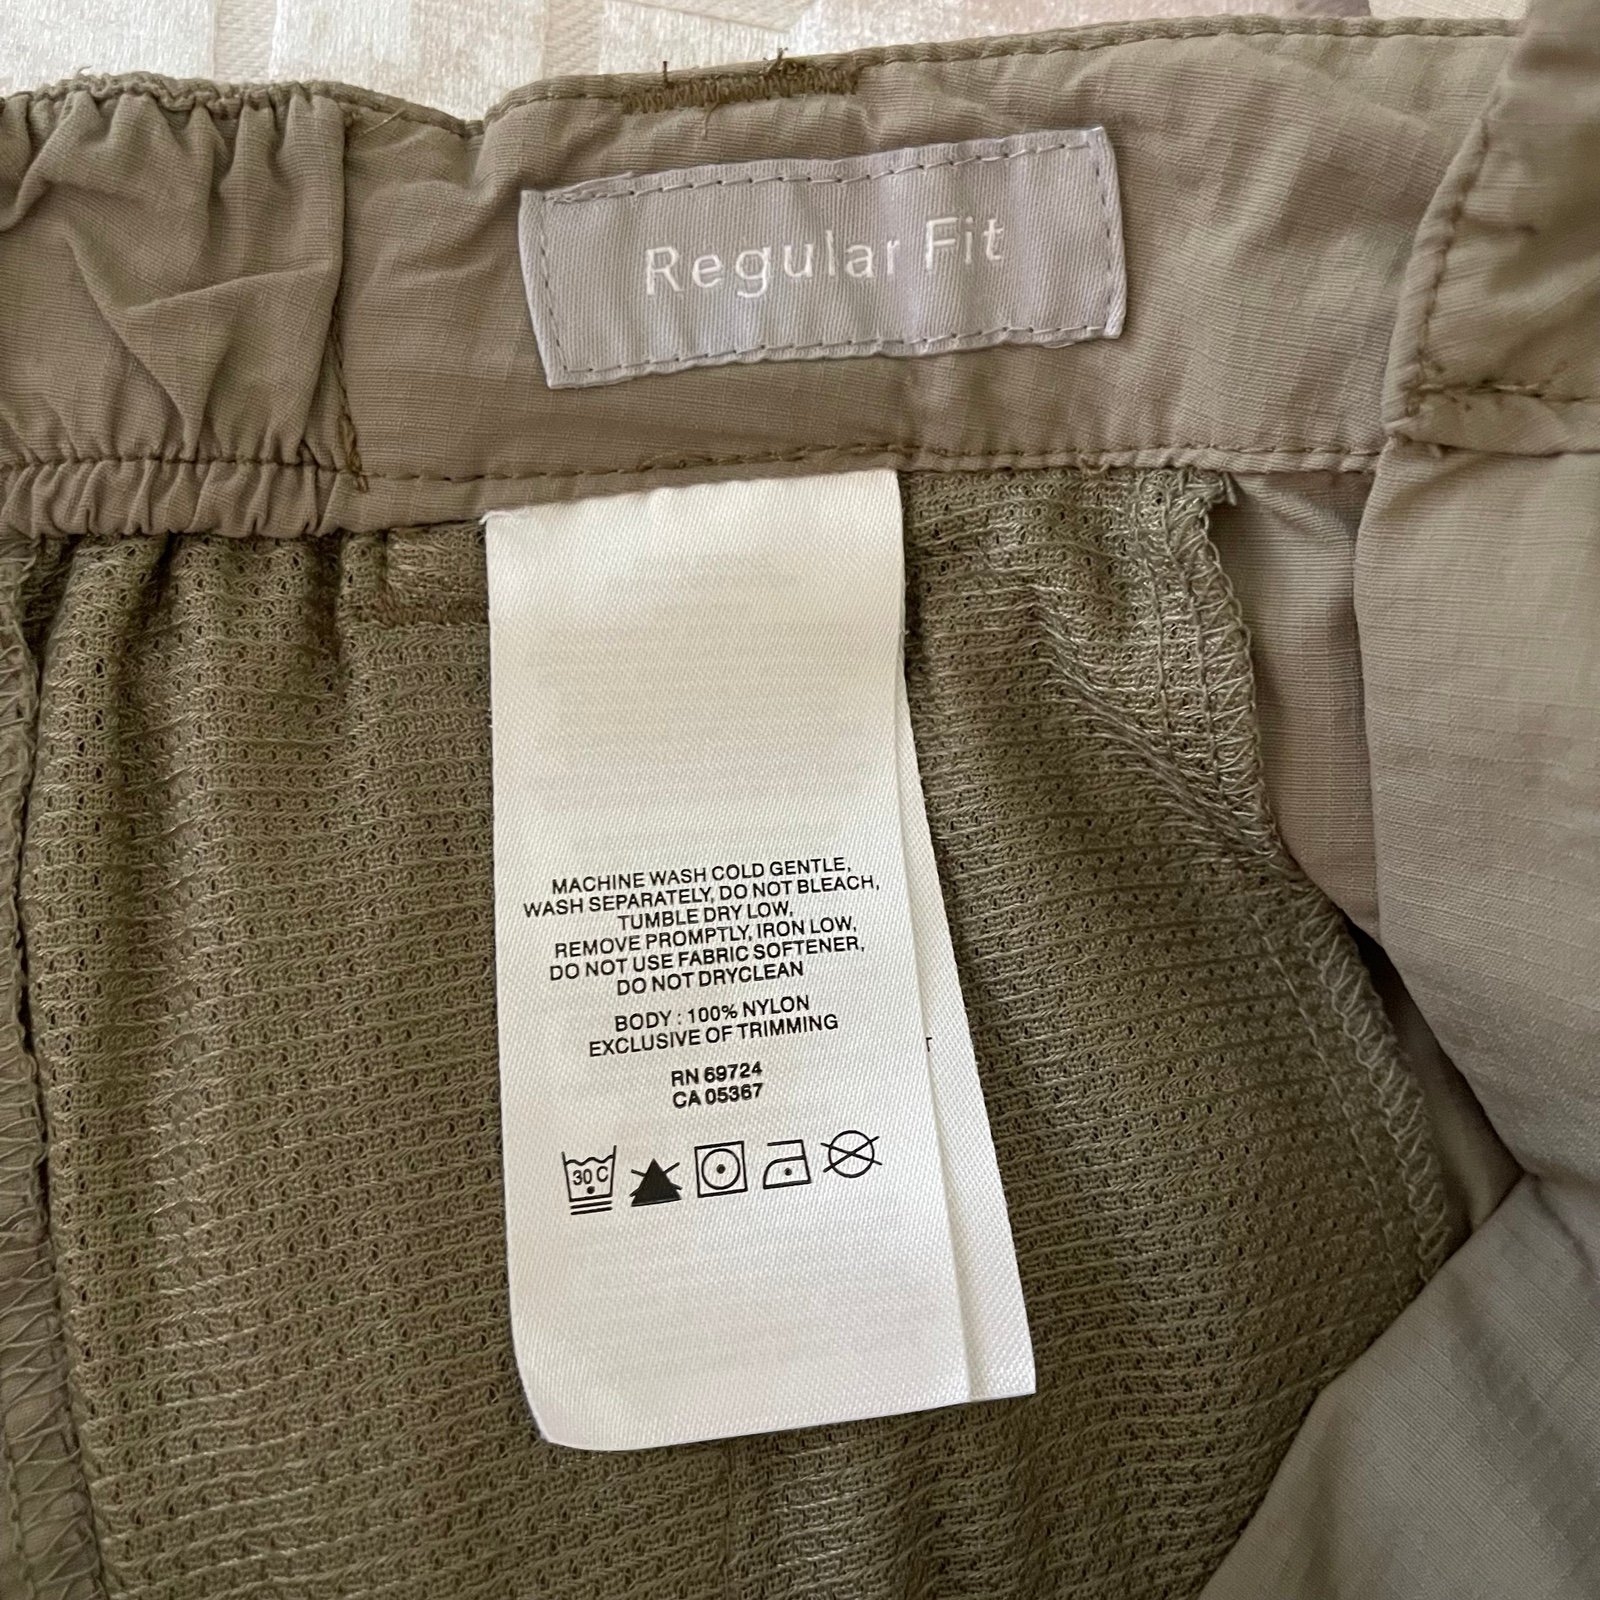 Regular Fit
MACHINE WASH COLD GENTLE,
WASH SEPARATELY, DO NOT BLEACH,
TUMBLE DRY LOW,
REMOVE PROMPTLY, IRON LOW,
DO NOT USE FABRIC SOFTENER,
DO NOT DRYCLEAN
BODY : 100% NYLON
EXCLUSIVE OF TRIMMING
RN 69724
CA 05367
30 C
T